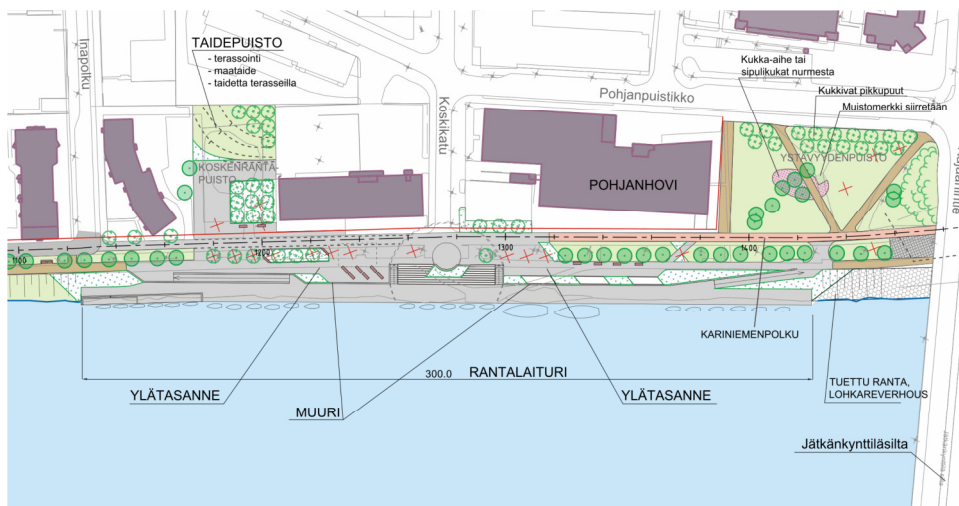 TAIDEPUISTO
- terassointi
- maataide
- taidetta terasseilla
Inapolku
Koskikatu
Pohjanpuistikko
Kukka-aihe tai
sipulikukat nurmesta
Kukkivat pikkupuut
Muistomerkki siirretään
KOSKENRANTA-
PUISTO
YSTÄVYYDENPUISTO
POHJANHOVI
1100
1200
1300
1400
KARINIEMENPOLKU
300.0
RANTALAITURI
YLÄTASANNE
MUURI
YLÄTASANNE
TUETTU RANTA,
LOHKAREVERHOUS
Jätkänkynttiläsilta